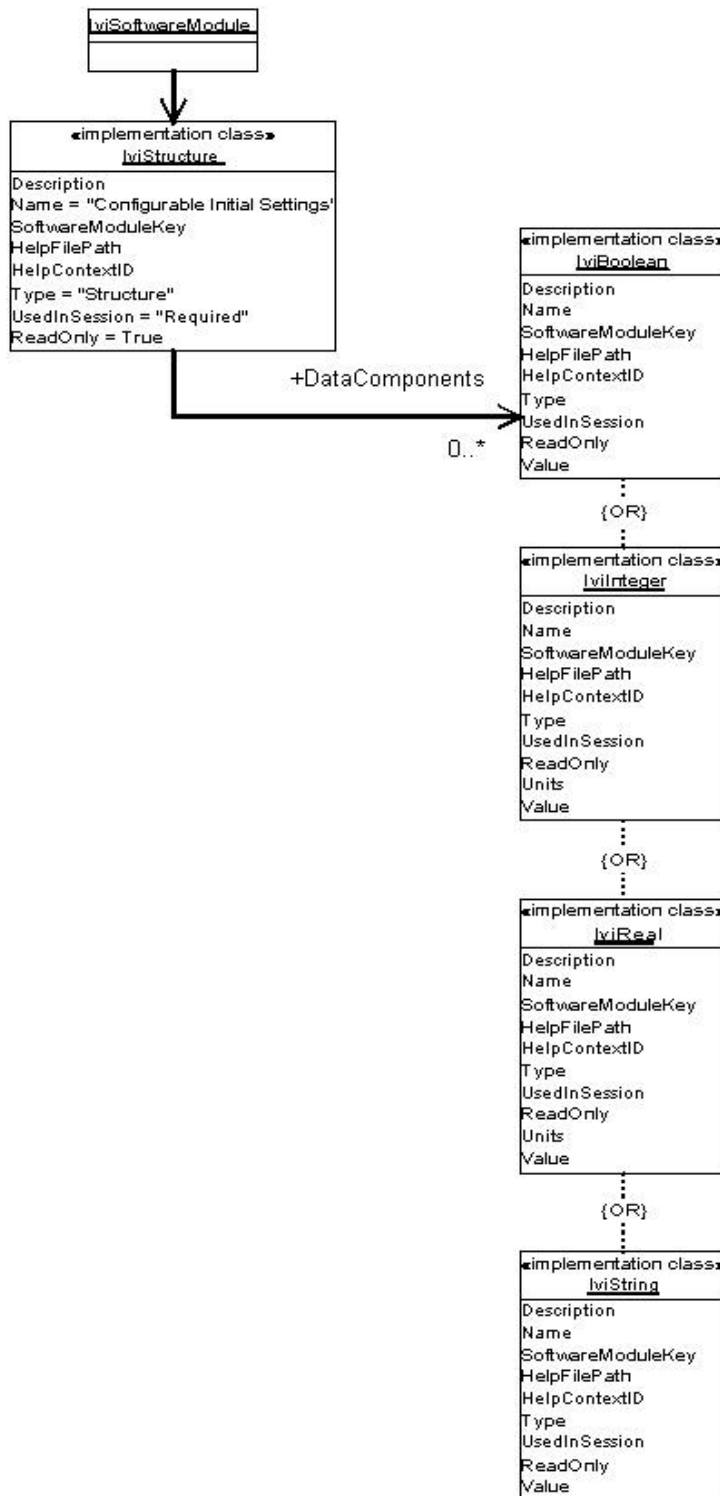 IviSoftwareModule
«implementation class»
IviStructure
Description
Name = "Configurable Initial Settings"
SoftwareModuleKey
HelpFilePath
HelpContextID
Type = "Structure"
UsedInSession = "Required"
ReadOnly = True
+DataComponents
0..*
«implementation class»
IviBoolean
Description
Name
SoftwareModuleKey
HelpFilePath
HelpContextID
Type
UsedInSession
ReadOnly
Value
{OR}
«implementation class»
IviInteger
Description
Name
SoftwareModuleKey
HelpFilePath
HelpContextID
Type
UsedInSession
ReadOnly
Units
Value
{OR}
«implementation class»
IviReal
Description
Name
SoftwareModuleKey
HelpFilePath
HelpContextID
Type
UsedInSession
ReadOnly
Units
Value
{OR}
«implementation class»
IviString
Description
Name
SoftwareModuleKey
HelpFilePath
HelpContextID
Type
UsedInSession
ReadOnly
Value